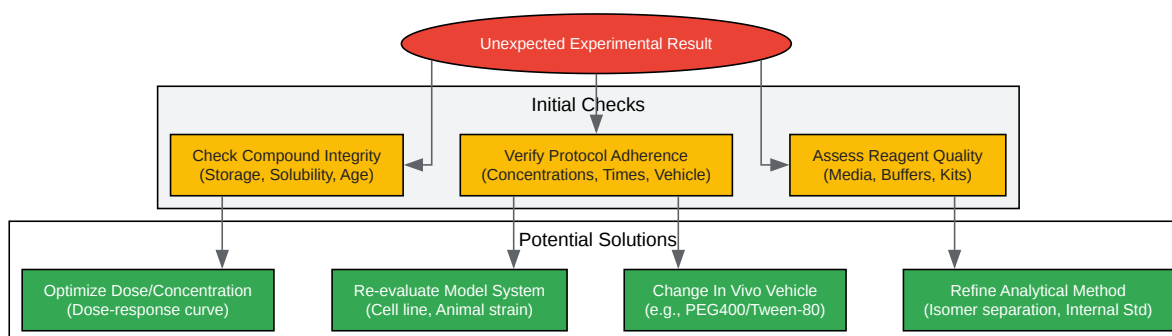 Unexpected Experimental Result
Initial Checks
Check Compound Integrity
(Storage, Solubility, Age)
Verify Protocol Adherence
(Concentrations, Times, Vehicle)
Assess Reagent Quality
(Media, Buffers, Kits)
Potential Solutions
Optimize Dose/Concentration
(Dose-response curve)
Re-evaluate Model System
(Cell line, Animal strain)
Change In Vivo Vehicle
(e.g., PEG400/Tween-80)
Refine Analytical Method
(Isomer separation, Internal Std)